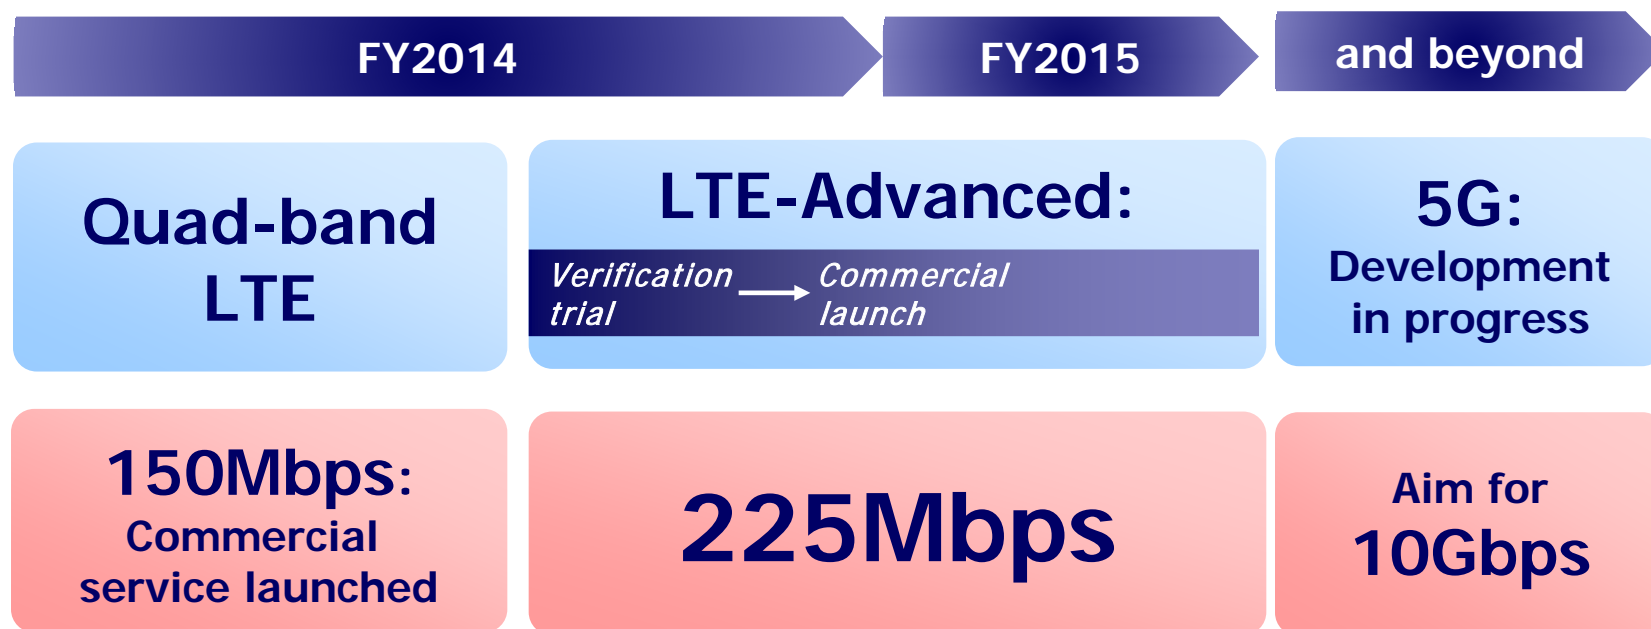 FY2014
FY2015
and beyond
Quad-band
LTE
LTE-Advanced:
Verification
trial
Commercial
launch
5G:
Development
in progress
150Mbps:
Commercial
service launched
225Mbps
Aim for
10Gbps